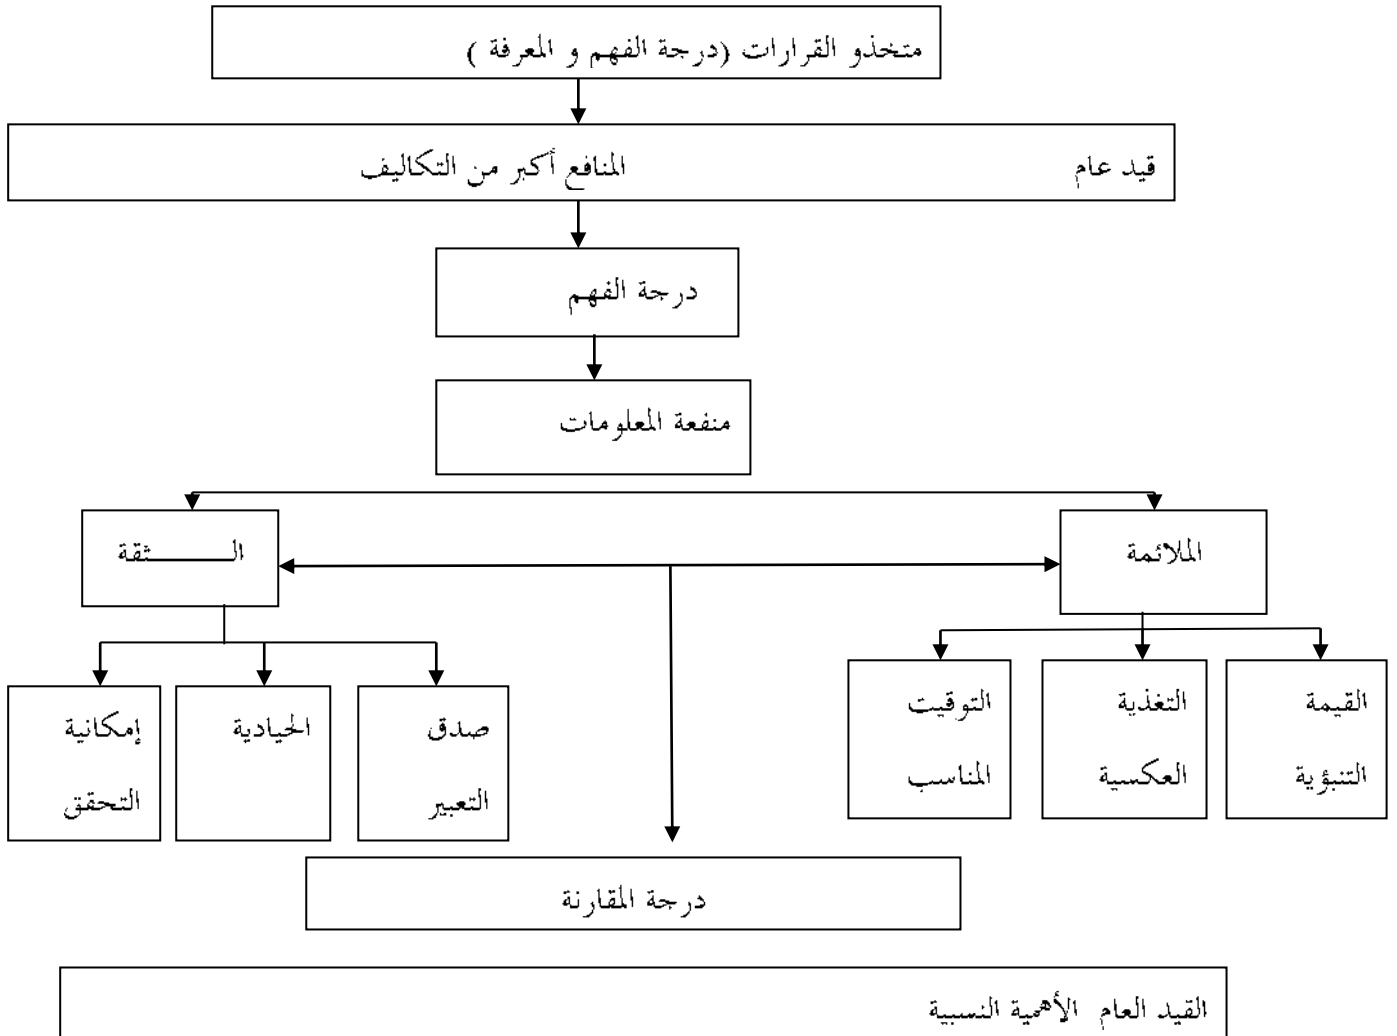 متخذو القرارات (درجة الفهم و المعرفة )
قيد عام المنافع أكبر من التكاليف
درجة الفهم
منفعة المعلومات
الملائمة
الـــــــــثقة
القيمة
التنبؤية
التغذية
العكسية
التوقيت
المناسب
صدق
التعبير
الحيادية
إمكانية
التحقق
درجة المقارنة
القيد العام الأهمية النسبية